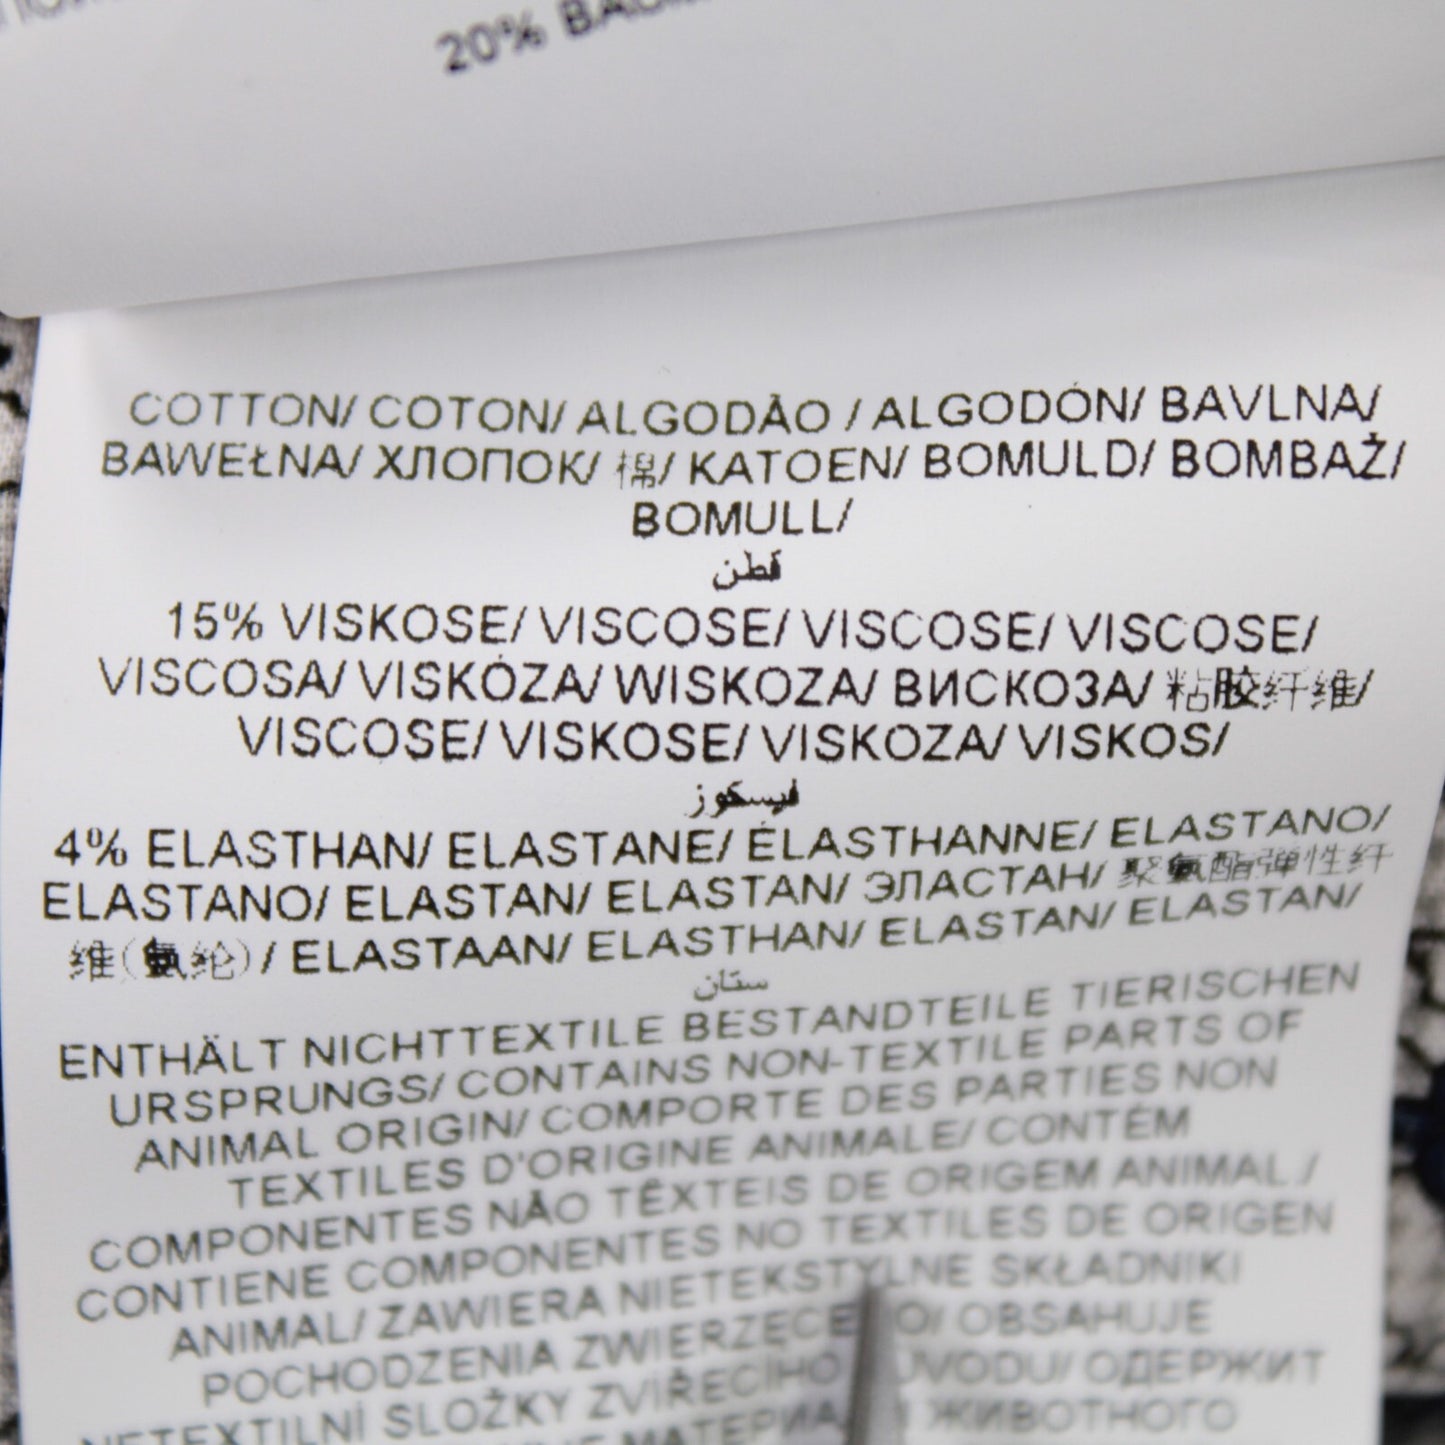 20%
COTTON/ COTON/ ALGODÃO / ALGODÓN/ BAVLNA/
BAWEŁNA/ ХЛОПОК/ 棉/ KATOEN/ BOMULD/ BOMBAŽ/
BOMULL/
قطن
15% VISKOSE/ VISCOSE/ VISCOSE/ VISCOSE/
VISCOSA/ VISKÓZA/ WISKOZA/ ВИСКОЗА/ 粘胶纤维/
VISCOSE/ VISKOSE/ VISKOZA/ VISKOS/
فيسكوز
4% ELASTHAN/ ELASTANE/ ÉLASTHANNE/ ELASTANO/
ELASTANO/ ELASTAN/ ELASTAN/ ЭЛАСТАН/ 聚氨酯弹性纤
维(氨纶) / ELASTAAN/ ELASTHAN/ ELASTAN/ ELASTAN/
ستان
ENTHÄLT NICHTTEXTILE BESTANDTEILE TIERISCHEN
URSPRUNGS/ CONTAINS NON-TEXTILE PARTS OF
ANIMAL ORIGIN/ COMPORTE DES PARTIES NON
TEXTILES D'ORIGINE ANIMALE/ CONTÉM
COMPONENTES NÃO TÊXTEIS DE ORIGEM ANIMAL /
CONTIENE COMPONENTES NO TEXTILES DE ORIGEN
ANIMAL/ ZAWIERA NIETEKSTYLNE SKŁADNIKI
POCHODZENIA O/ OBSAHUJE
NETEXTILNÍ SLOŽKY ZVÍŘECÍHO PŮVODU/ ОДЕРЖИТ
ЖИВОТНОГО